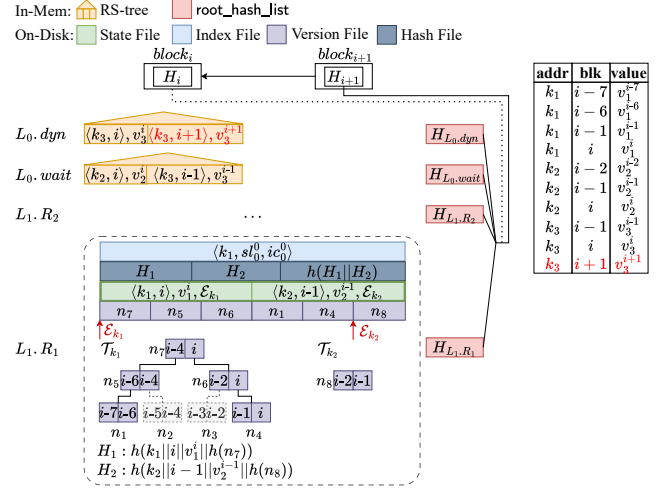 In-Mem: RS-tree root_hash_list
On-Disk: State File Index File Version File Hash File
block_i block_{i+1}
H_i H_{i+1}
addr blk value
k_1 i−7 v_1^{i-7}
k_1 i−6 v_1^{i-6}
k_1 i−1 v_1^{i-1}
k_1 i v_1^i
k_2 i−2 v_2^{i-2}
k_2 i−1 v_2^{i-1}
k_2 i v_2^i
k_3 i−1 v_3^{i-1}
k_3 i v_3^i
k_3 i+1 v_3^{i+1}
L_0.dyn ⟨k_3, i⟩, v_3^i ⟨k_3, i+1⟩, v_3^{i+1} H_{L_0.dyn}
L_0.wait ⟨k_2, i⟩, v_2^i ⟨k_3, i-1⟩, v_3^{i-1} H_{L_0.wait}
L_1.R_2 ... H_{L_1.R_2}
⟨k_1, sl_0^0, ic_0^0⟩
H_1 H_2 h(H_1||H_2)
⟨k_1, i⟩, v_1^i, ℰ_{k_1} ⟨k_2, i-1⟩, v_2^{i-1}, ℰ_{k_2}
n_7 n_5 n_6 n_1 n_4 n_8
ℰ_{k_1} ℰ_{k_2}
L_1.R_1 𝒯_{k_1} n_7 i-4 i 𝒯_{k_2} H_{L_1.R_1}
n_5 i-6 i-4 n_6 i-2 i n_8 i-2 i-1
i-7 i-6 i-5 i-4 i-3 i-2 i-1 i
n_1 n_2 n_3 n_4
H_1 : h(k_1||i||v_1^i||h(n_7))
H_2 : h(k_2||i−1||v_2^{i-1}||h(n_8))